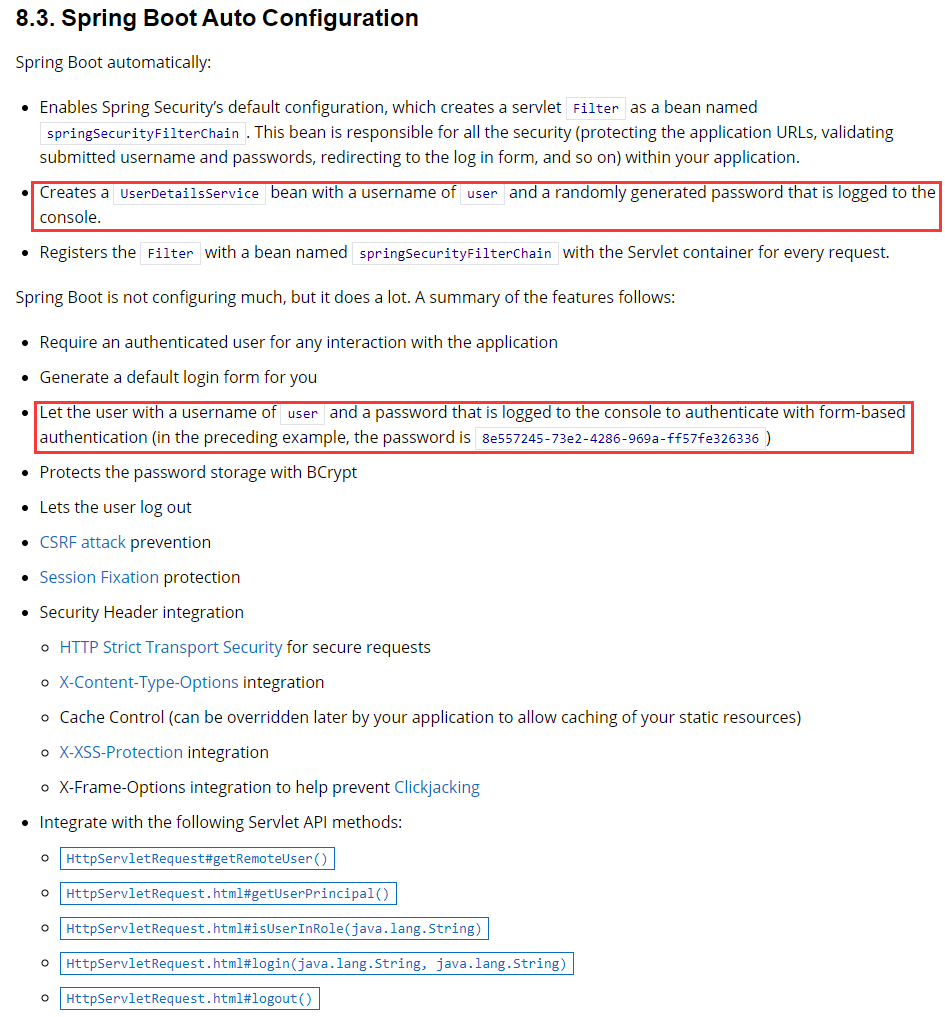 8.3. Spring Boot Auto Configuration
Spring Boot automatically:
Enables Spring Security’s default configuration, which creates a servlet Filter as a bean named
springSecurityFilterChain. This bean is responsible for all the security (protecting the application URLs, validating
submitted username and passwords, redirecting to the log in form, and so on) within your application.
Creates a UserDetailsService bean with a username of user and a randomly generated password that is logged to the
console.
Registers the Filter with a bean named springSecurityFilterChain with the Servlet container for every request.
Spring Boot is not configuring much, but it does a lot. A summary of the features follows:
Require an authenticated user for any interaction with the application
Generate a default login form for you
Let the user with a username of user and a password that is logged to the console to authenticate with form-based
authentication (in the preceding example, the password is 8e557245-73e2-4286-969a-ff57fe326336)
Protects the password storage with BCrypt
Lets the user log out
CSRF attack prevention
Session Fixation protection
Security Header integration
HTTP Strict Transport Security for secure requests
X-Content-Type-Options integration
Cache Control (can be overridden later by your application to allow caching of your static resources)
X-XSS-Protection integration
X-Frame-Options integration to help prevent Clickjacking
Integrate with the following Servlet API methods:
HttpServletRequest#getRemoteUser()
HttpServletRequest.html#getUserPrincipal()
HttpServletRequest.html#isUserInRole(java.lang.String)
HttpServletRequest.html#login(java.lang.String, java.lang.String)
HttpServletRequest.html#logout()